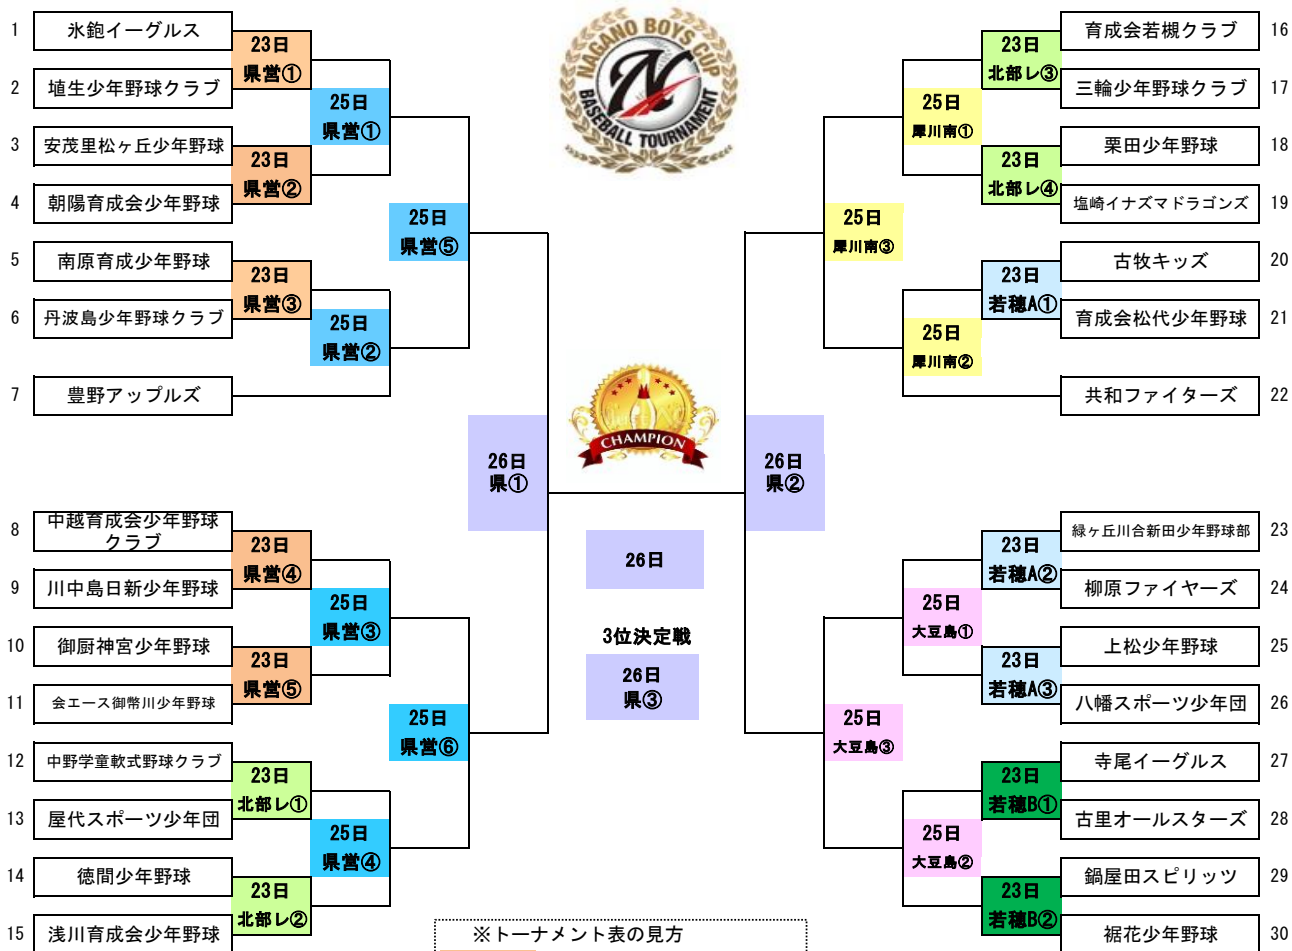 NAGANO BOYS CUP
N
BASEBALL TOURNAMENT
1 氷鉋イーグルス
23日
県営①
2 埴生少年野球クラブ
25日
県営①
3 安茂里松ヶ丘少年野球
23日
県営②
4 朝陽育成会少年野球
25日
県営⑤
5 南原育成少年野球
23日
県営③
6 丹波島少年野球クラブ
25日
県営②
7 豊野アップルズ
26日
県①
8 中越育成会少年野球
クラブ
23日
県営④
9 川中島日新少年野球
25日
県営③
10 御厨神宮少年野球
23日
県営⑤
11 会エース御幣川少年野球
25日
県営⑥
12 中野学童軟式野球クラブ
23日
北部レ①
13 屋代スポーツ少年団
25日
県営④
14 徳間少年野球
23日
北部レ②
15 浅川育成会少年野球
CHAMPION
26日
3位決定戦
26日
県③
※トーナメント表の見方
育成会若槻クラブ 16
23日
北部レ③
三輪少年野球クラブ 17
25日
犀川南①
栗田少年野球 18
23日
北部レ④
塩崎イナズマドラゴンズ 19
25日
犀川南③
古牧キッズ 20
23日
若穂A①
育成会松代少年野球 21
25日
犀川南②
共和ファイターズ 22
26日
県②
緑ヶ丘川合新田少年野球部 23
23日
若穂A②
柳原ファイヤーズ 24
25日
大豆島①
上松少年野球 25
23日
若穂A③
八幡スポーツ少年団 26
25日
大豆島③
寺尾イーグルス 27
23日
若穂B①
古里オールスターズ 28
25日
大豆島②
鍋屋田スピリッツ 29
23日
若穂B②
裾花少年野球 30